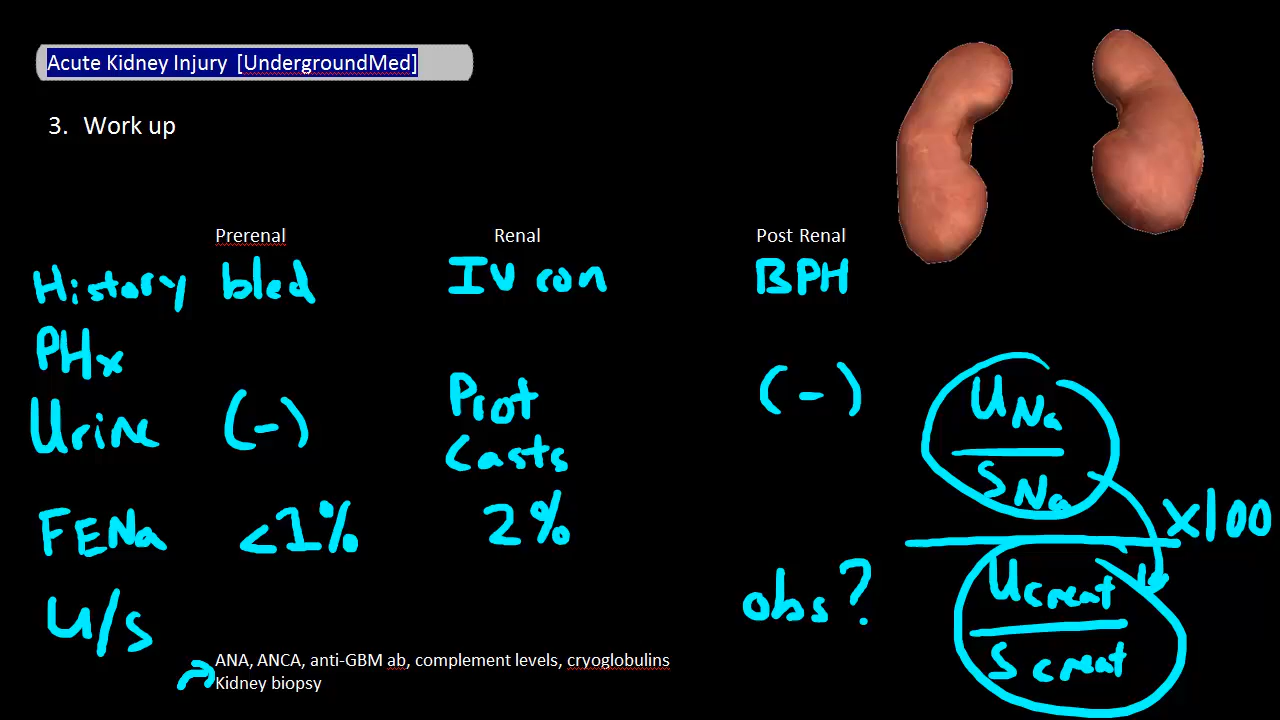 Acute Kidney Injury [UndergroundMed]
3. Work up
Prerenal Renal Post Renal
History bled IV con BPH
PHx
Urine (-) Prot (-)
Casts
FENa <1% 2%
U/s obs?
UNa
SNa
x100
Ucreat
Screat
ANA, ANCA, anti-GBM ab, complement levels, cryoglobulins
Kidney biopsy